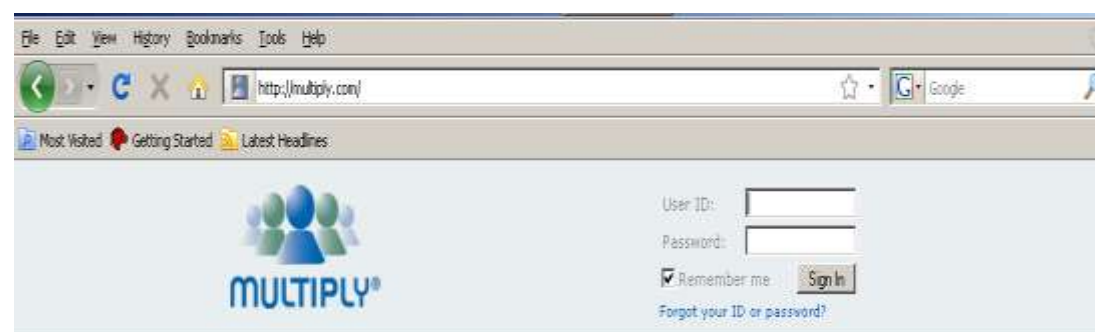 File Edit View History Bookmarks Tools Help
http://multiply.com/
G Google
Most Visited Getting Started Latest Headlines
User ID:
Password:
Remember me Sign In
Forgot your ID or password?
MULTIPLY®